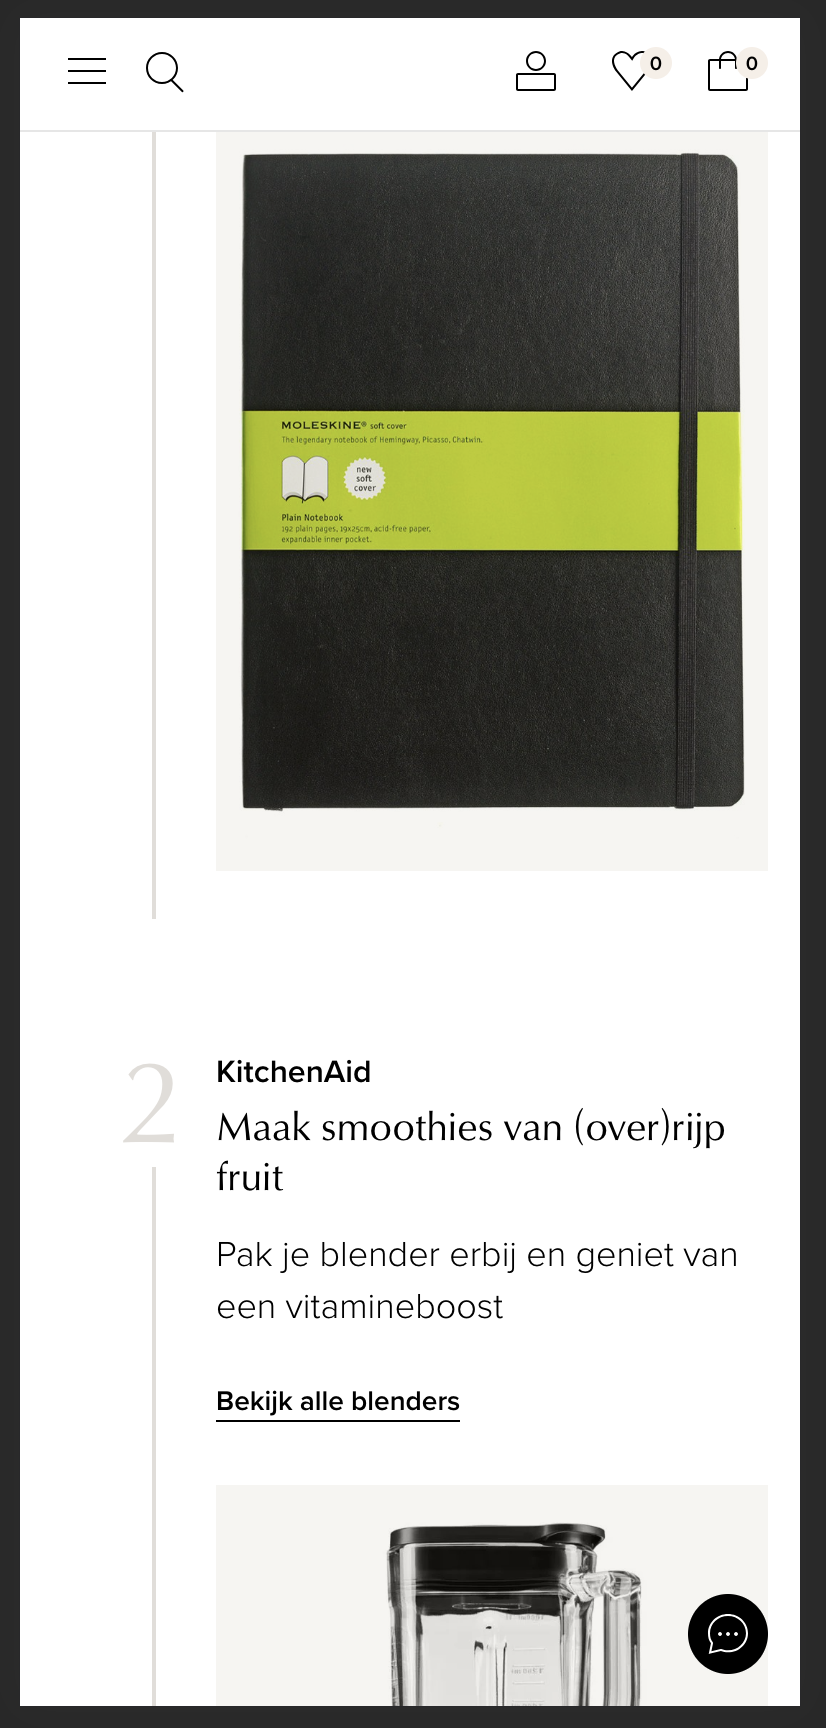 0
0
MOLESKINE® soft cover
The legendary notebook of Hemingway, Picasso, Chatwin.
new
soft
cover
Plain Notebook
192 plain pages, 19x25cm, acid-free paper,
expandable inner pocket.
2
KitchenAid
Maak smoothies van (over)rijp
fruit
Pak je blender erbij en geniet van
een vitamineboost
Bekijk alle blenders